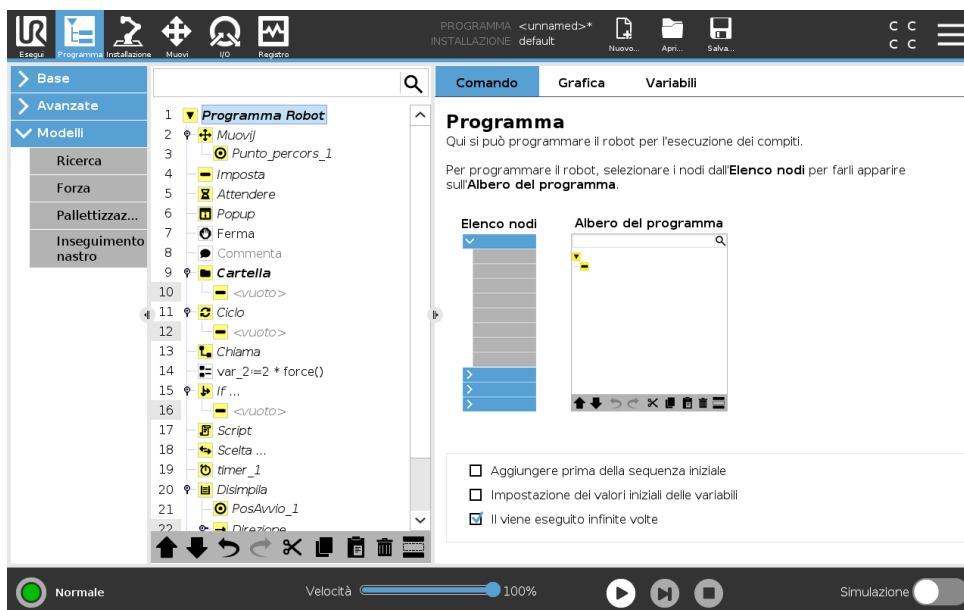 UR
PROGRAMMA <unnamed>*
INSTALLAZIONE default
Esegui Programma Installazione Muovi I/O Registro
Nuovo... Apri... Salva...
C C
C C
Base
Avanzate
Modelli
Ricerca
Forza
Pallettizzaz...
Inseguimento
nastro
1 Programma Robot
2 MuoviJ
3 Punto_percors_1
4 Imposta
5 Attendere
6 Popup
7 Ferma
8 Commenta
9 Cartella
10 <vuoto>
11 Ciclo
12 <vuoto>
13 Chiama
14 var_2:=2 * force()
15 If ...
16 <vuoto>
17 Script
18 Scelta ...
19 timer_1
20 Disimpila
21 PosAvvio_1
22 Direzione
Comando Grafica Variabili
Programma
Qui si può programmare il robot per l'esecuzione dei compiti.
Per programmare il robot, selezionare i nodi dall'Elenco nodi per farli apparire
sull'Albero del programma.
Elenco nodi Albero del programma
Aggiungere prima della sequenza iniziale
Impostazione dei valori iniziali delle variabili
Il viene eseguito infinite volte
Normale
Velocità 100%
Simulazione